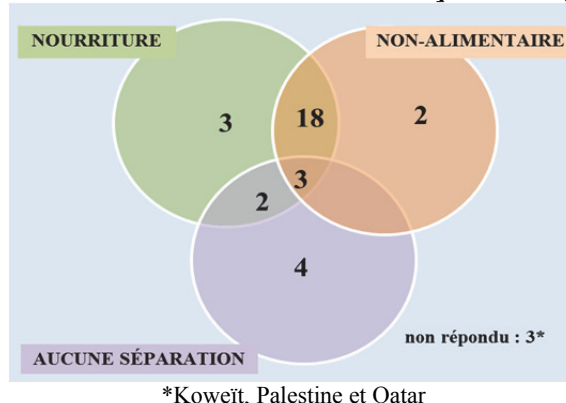 NOURRITURE
NON-ALIMENTAIRE
3
18
2
3
2
4
non répondu : 3*
AUCUNE SÉPARATION
*Koweït, Palestine et Qatar